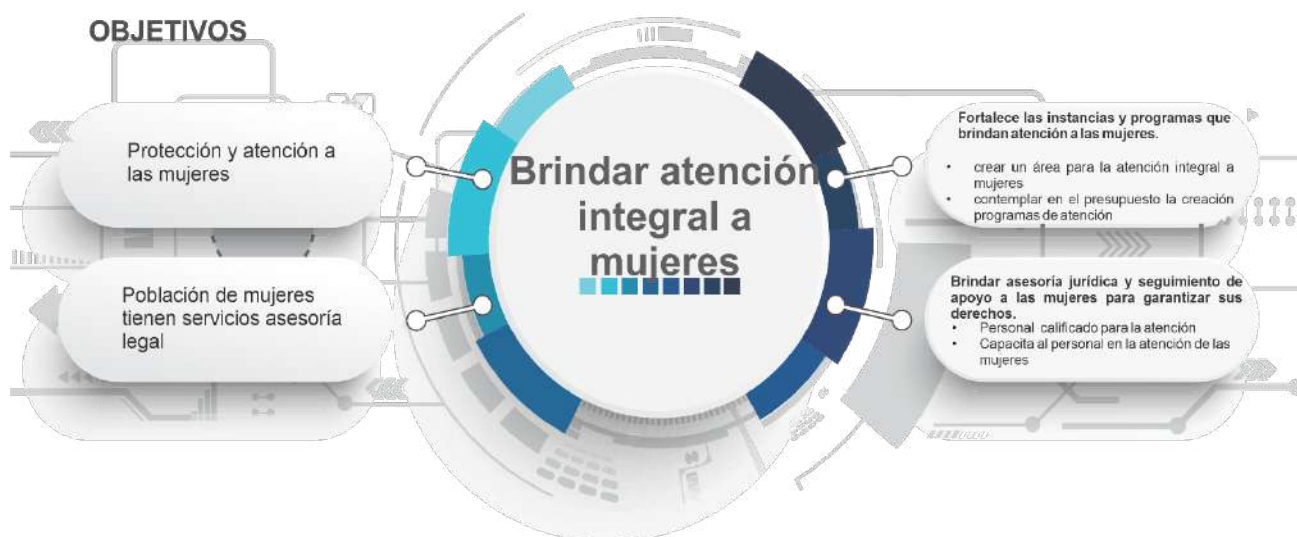 OBJETIVOS
Protección y atención a
las mujeres
Población de mujeres
tienen servicios asesoría
legal
Brindar atención
integral a
mujeres
Fortalece las instancias y programas que
brindan atención a las mujeres.
• crear un área para la atención integral a
mujeres
• contemplar en el presupuesto la creación
programas de atención
Brindar asesoría jurídica y seguimiento de
apoyo a las mujeres para garantizar sus
derechos.
• Personal calificado para la atención
• Capacita al personal en la atención de las
mujeres